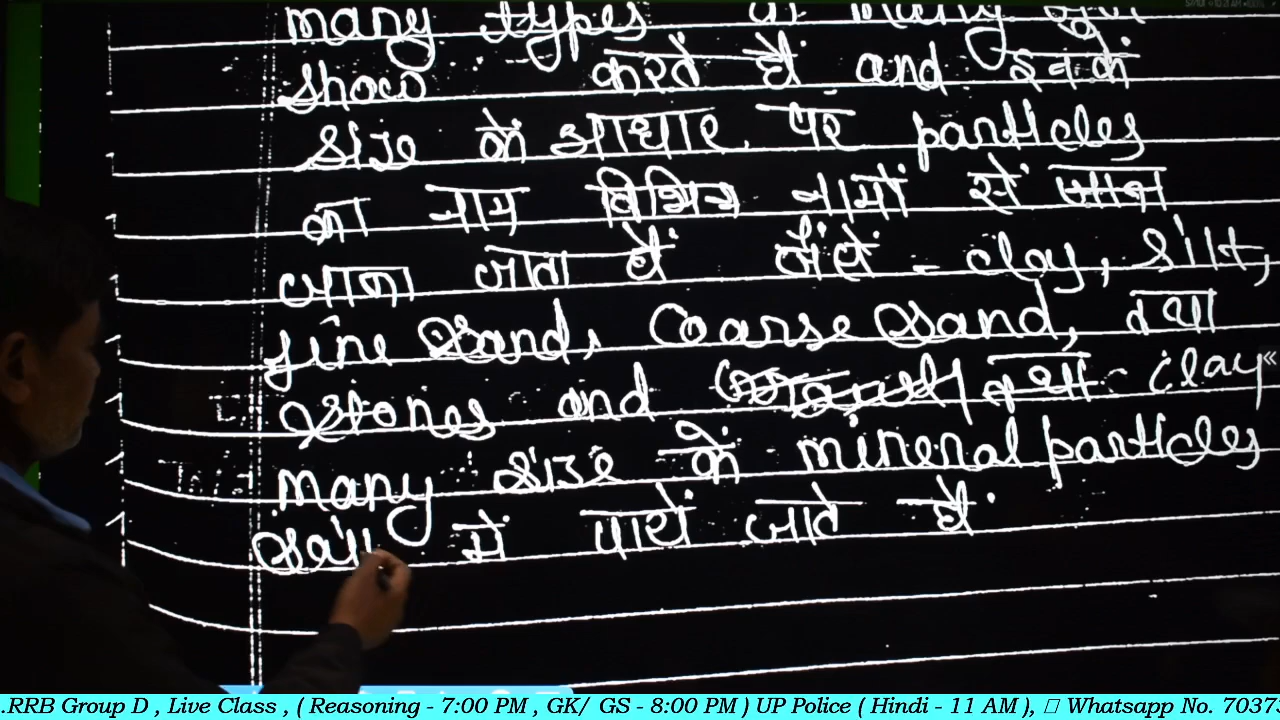 many types के many गुण
show करते हैं and इनके
size के आधार पर particles
का नाम विभिन्न नामों से जाना
जाना जाता है जैसे - clay, silt,
fine sand, Coarse sand, तथा
stones and तथा clay
many size के mineral particles
soil में पाये जाते हैं
.RRB Group D , Live Class , ( Reasoning - 7:00 PM , GK/ GS - 8:00 PM ) UP Police ( Hindi - 11 AM ), Whatsapp No. 7037